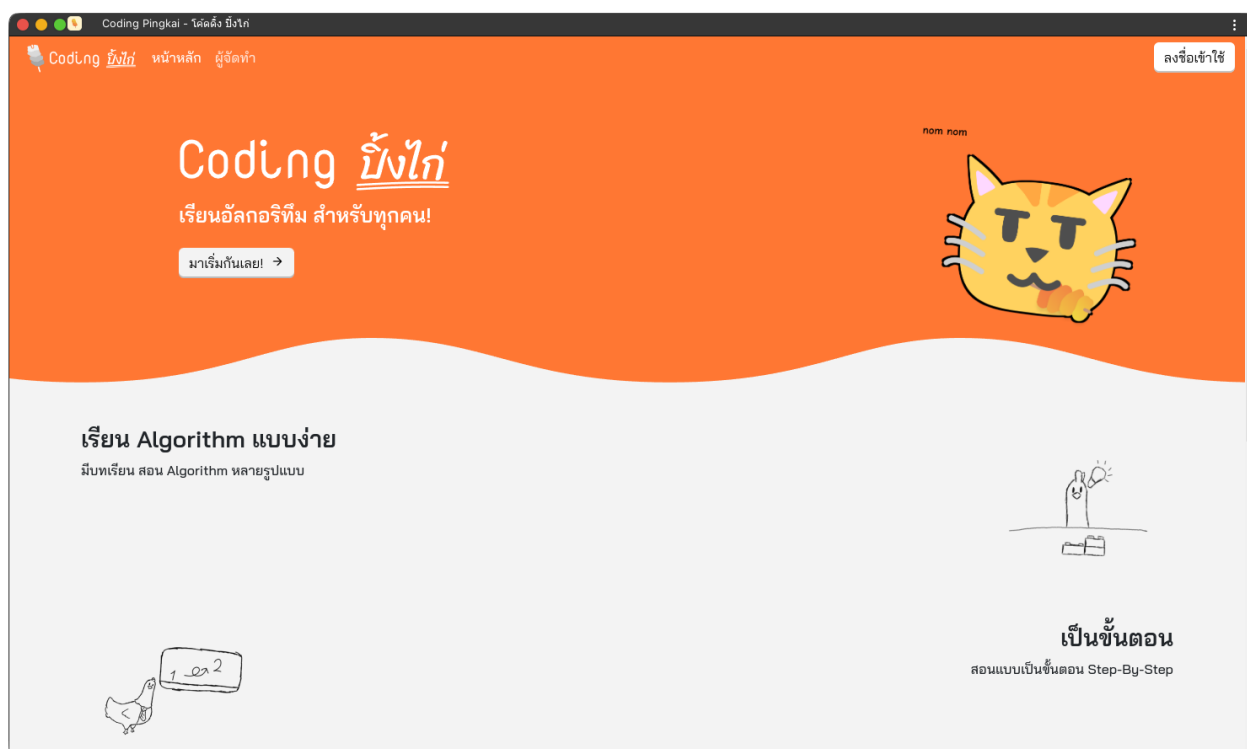 Coding Pingkai - โค้ดดิ้ง ปิ้งไก่
Coding ปิ้งไก่ หน้าหลัก ผู้จัดทำ ลงชื่อเข้าใช้
nom nom
Coding ปิ้งไก่
เรียนอัลกอริทึม สำหรับทุกคน!
มาเริ่มกันเลย! →
เรียน Algorithm แบบง่าย
มีบทเรียน สอน Algorithm หลายรูปแบบ
เป็นขั้นตอน
สอนแบบเป็นขั้นตอน Step-By-Step
1 2